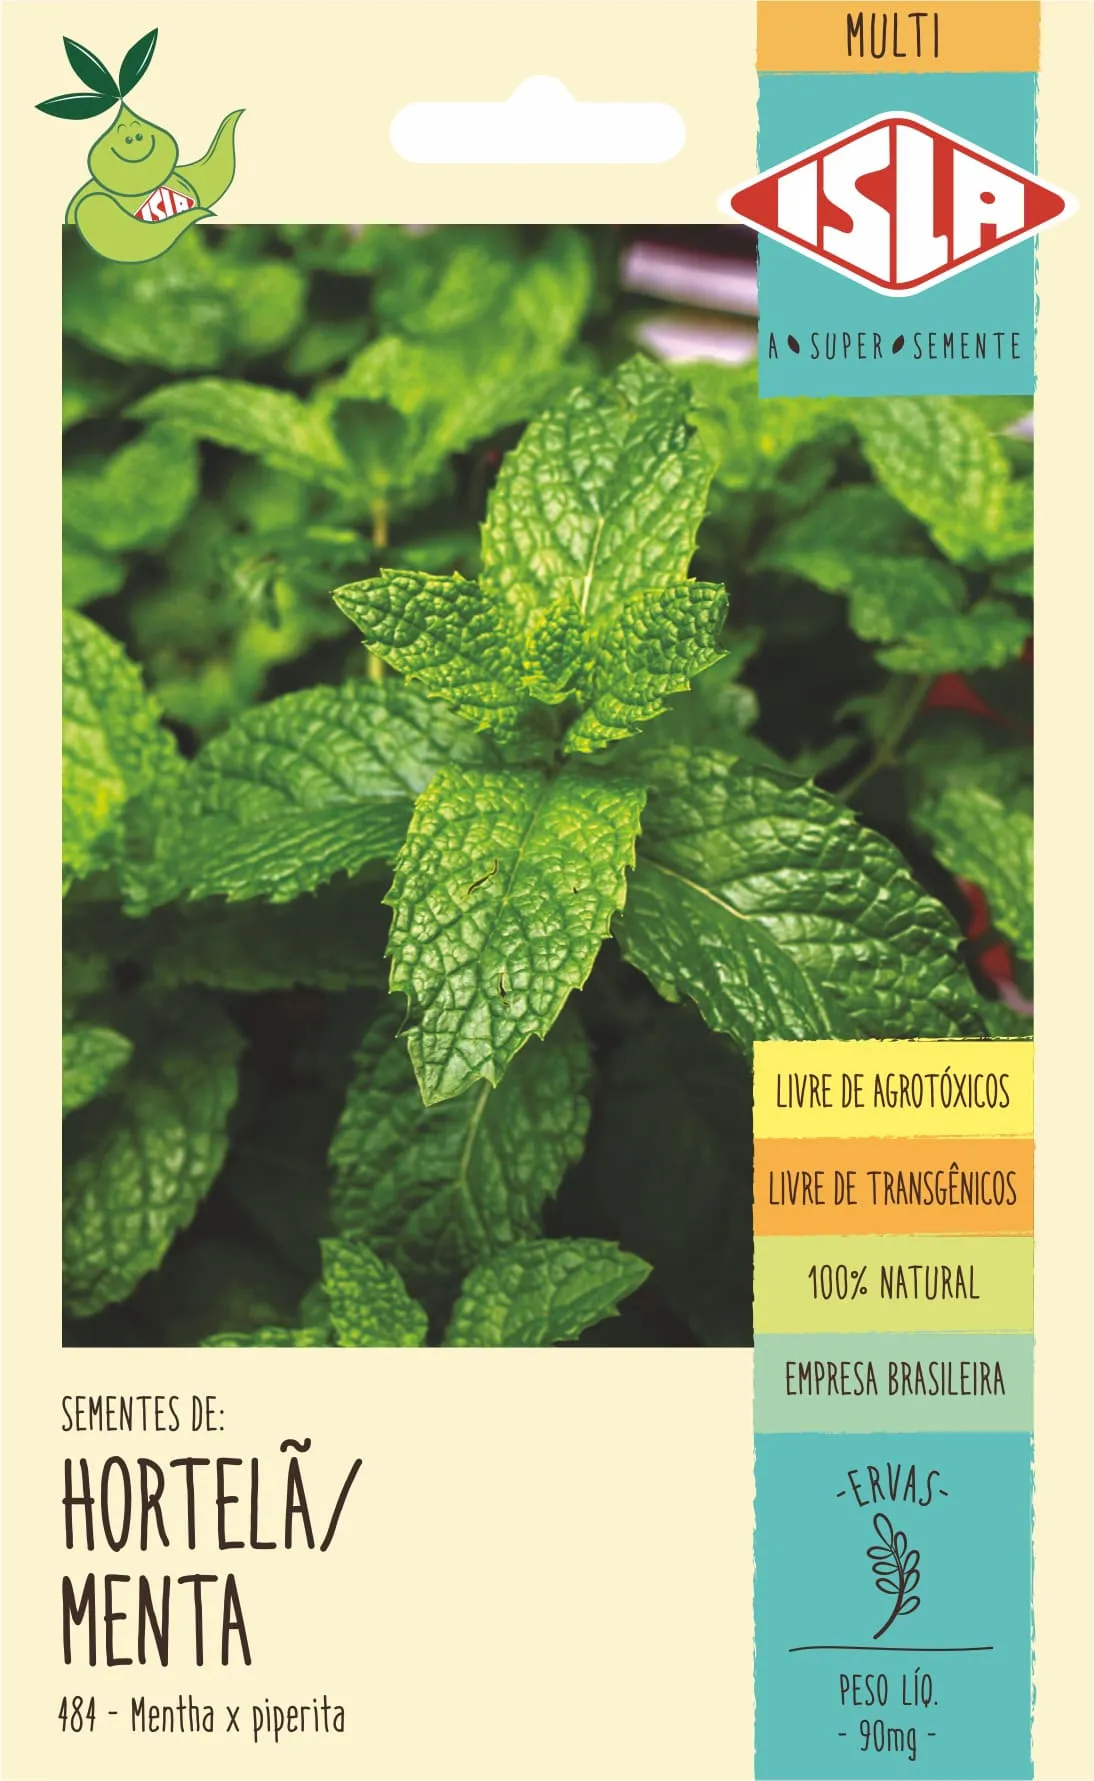 MULTI
ISLA
ISLA
A SUPER SEMENTE
LIVRE DE AGROTÓXICOS
LIVRE DE TRANSGÊNICOS
100% NATURAL
EMPRESA BRASILEIRA
SEMENTES DE:
HORTELÃ/
MENTA
484 - Mentha x piperita
-ERVAS-
PESO LÍQ.
- 90mg -